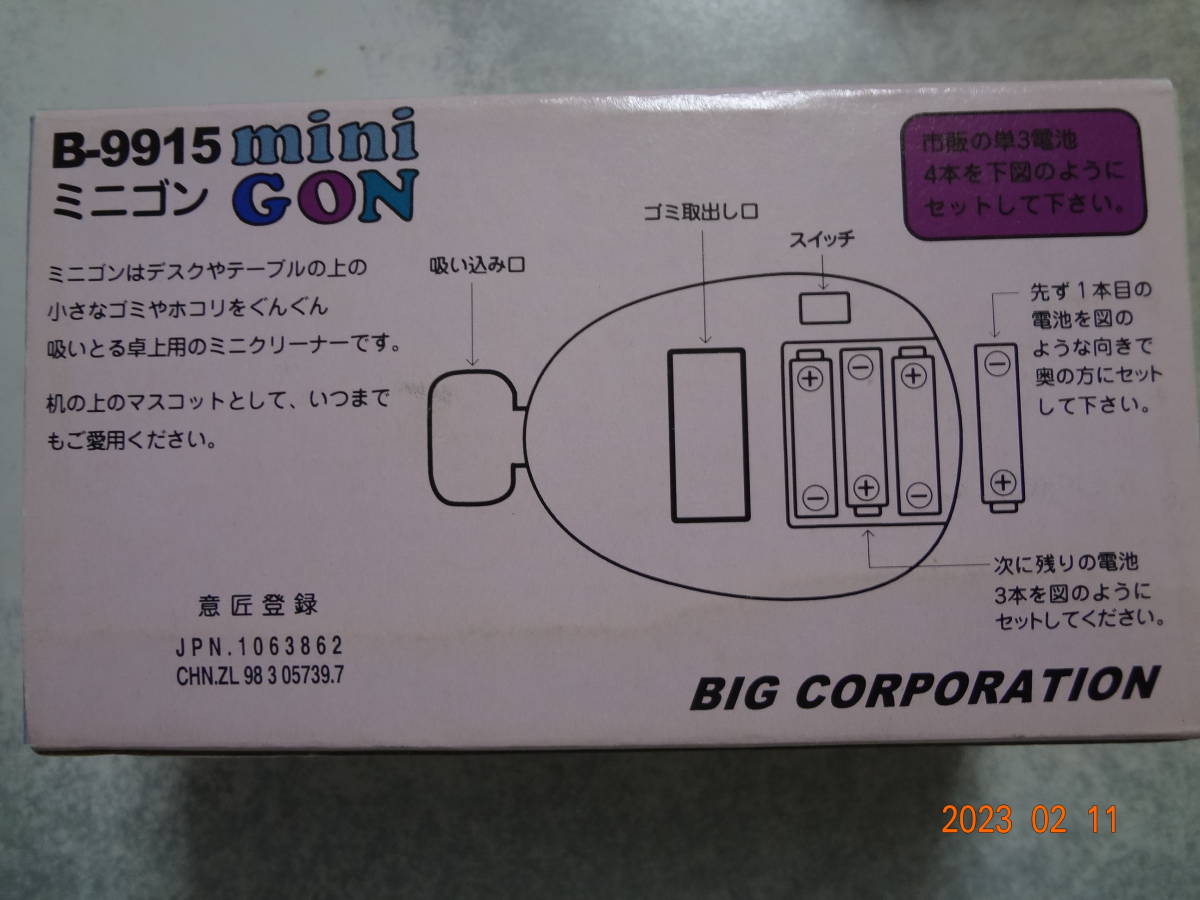 B-9915 mini
ミニゴン GON
ミニゴンはデスクやテーブルの上の
小さなゴミやホコリをぐんぐん
吸いとる卓上用のミニクリーナーです。
机の上のマスコットとして、いつまで
もご愛用ください。
意匠登録
JPN.1063862
CHN.ZL 98 3 05739.7
吸い込み口
ゴミ取出し口
スイッチ
市販の単3電池
4本を下図のように
セットして下さい。
先ず1本目の
電池を図の
ような向きで
奥の方にセット
して下さい。
+
−
−
+
+
−
−
+
次に残りの電池
3本を図のように
セットしてください。
BIG CORPORATION
2023 02 11